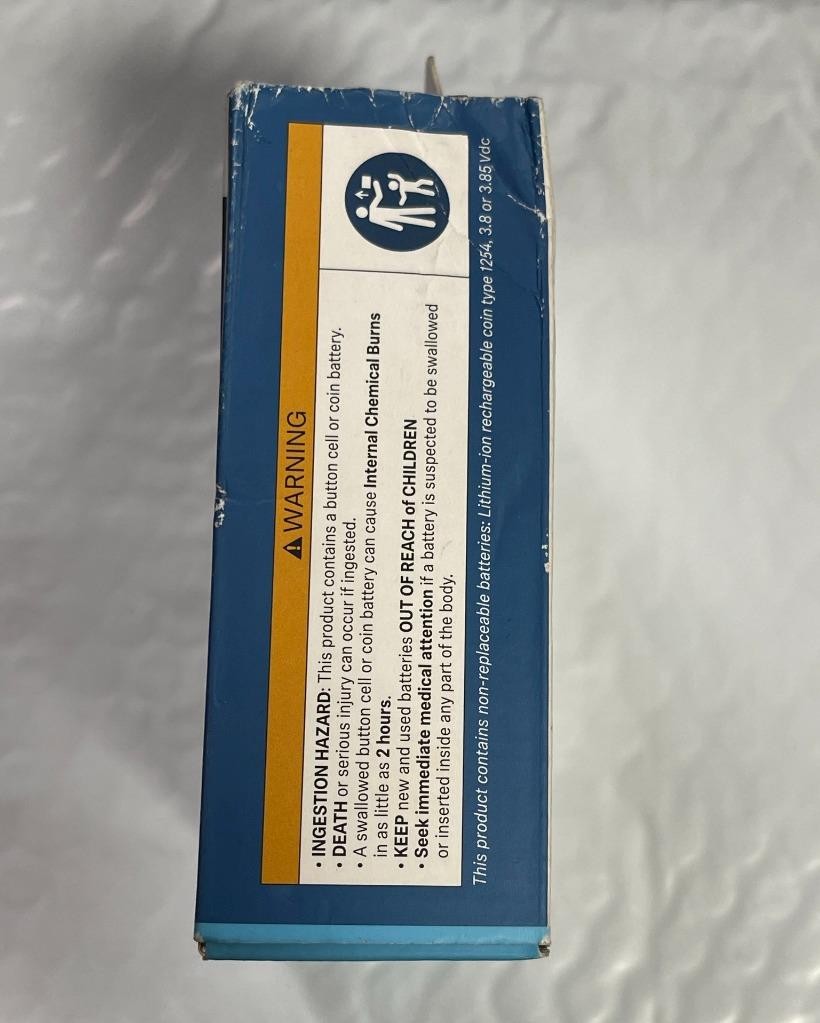 ⚠ WARNING
• INGESTION HAZARD: This product contains a button cell or coin battery.
• DEATH or serious injury can occur if ingested.
• A swallowed button cell or coin battery can cause Internal Chemical Burns
in as little as 2 hours.
• KEEP new and used batteries OUT OF REACH of CHILDREN
• Seek immediate medical attention if a battery is suspected to be swallowed
or inserted inside any part of the body.
This product contains non-replaceable batteries: Lithium-ion rechargeable coin type 1254, 3.8 or 3.85 Vdc